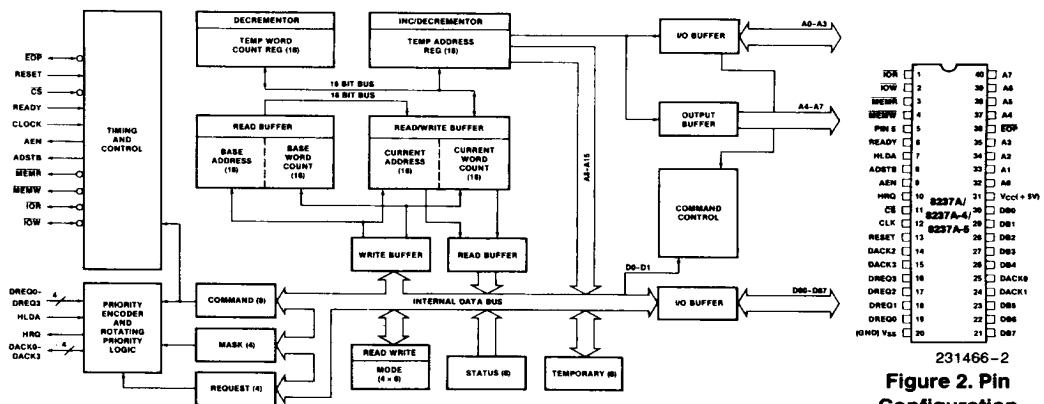 EOP
RESET
CS
READY
CLOCK
AEN
ADSTB
MEMR
MEMW
IOR
IOW
TIMING
AND
CONTROL
DREQ0-
DREQ3
4
HLDA
HRQ
DACK0-
DACK3
4
PRIORITY
ENCODER
AND
ROTATING
PRIORITY
LOGIC
DECREMENTOR
TEMP WORD
COUNT REG (16)
INC/DECREMENTOR
TEMP ADDRESS
REG (16)
16 BIT BUS
16 BIT BUS
READ BUFFER
BASE
ADDRESS
(16)
BASE
WORD
COUNT
(16)
READ/WRITE BUFFER
CURRENT
ADDRESS
(16)
CURRENT
WORD
COUNT
(16)
WRITE BUFFER
READ BUFFER
A8-A15
I/O BUFFER
A0-A3
OUTPUT
BUFFER
A4-A7
COMMAND
CONTROL
D0-D1
COMMAND (8)
MASK (4)
REQUEST (4)
INTERNAL DATA BUS
READ WRITE
MODE
(4 × 6)
STATUS (8)
TEMPORARY (8)
I/O BUFFER
DB0-DB7
IOR 1 40 A7
IOW 2 39 A6
MEMR 3 38 A5
MEMW 4 37 A4
PIN 5 5 36 EOP
READY 6 35 A3
HLDA 7 34 A2
ADSTB 8 33 A1
AEN 9 32 A0
HRQ 10 31 VCC(+5V)
CS 11 30 DB0
CLK 12 29 DB1
RESET 13 28 DB2
DACK2 14 27 DB3
DACK3 15 26 DB4
DREQ3 16 25 DACK0
DREQ2 17 24 DACK1
DREQ1 18 23 DB5
DREQ0 19 22 DB6
(GND) VSS 20 21 DB7
8237A/
8237A-4/
8237A-5
231466-2
Figure 2. Pin
Configuration